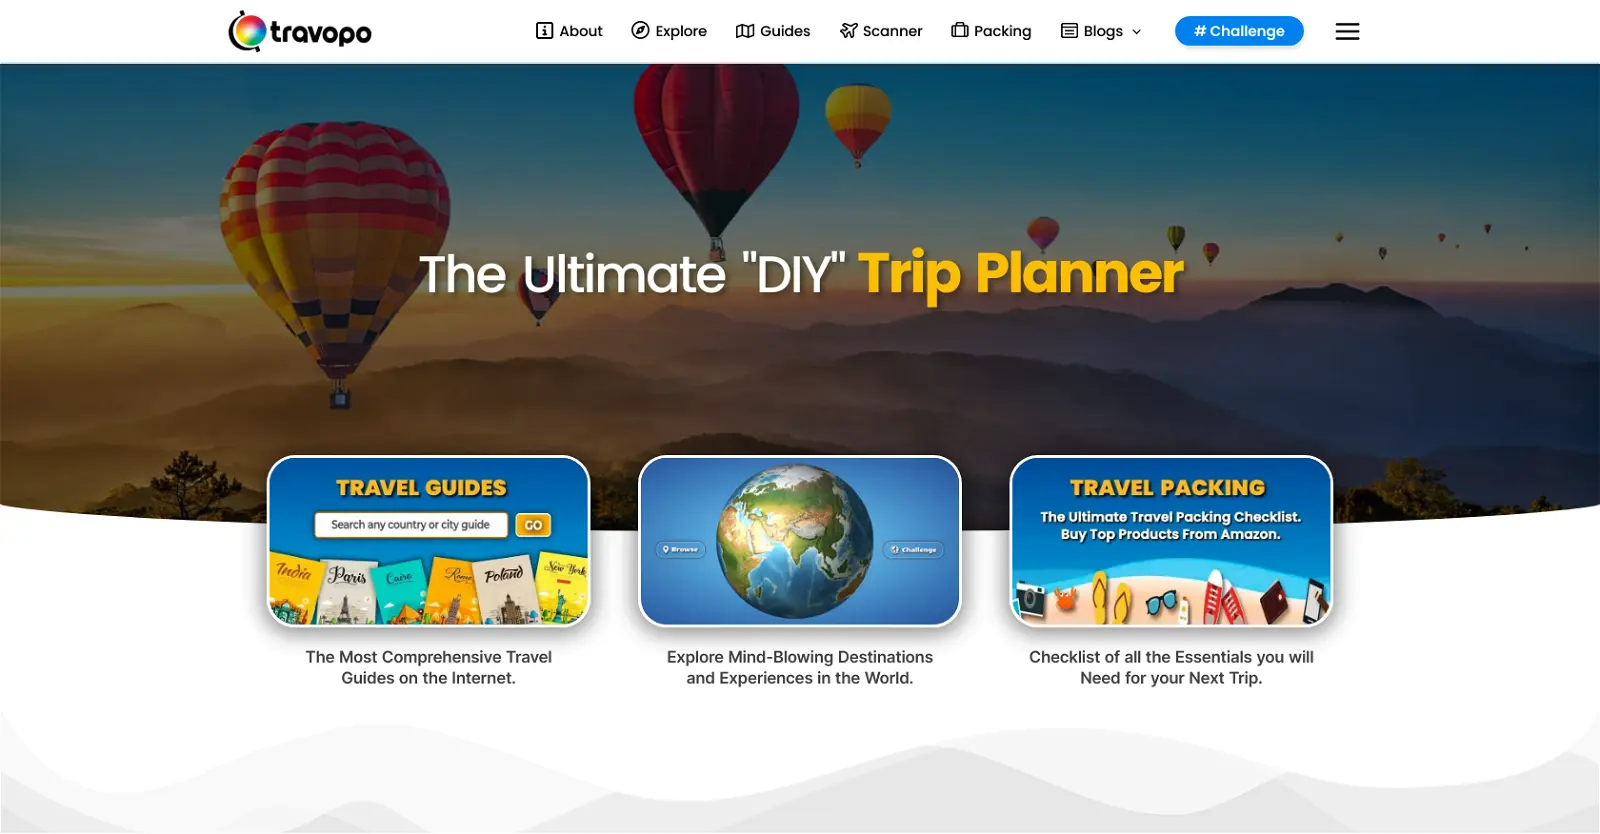 travopo
About
Explore
Guides
Scanner
Packing
Blogs
# Challenge
The Ultimate "DIY" Trip Planner
TRAVEL GUIDES
Search any country or city guide
GO
India
Paris
Cairo
Rome
Poland
New York
Browse
Challenge
TRAVEL PACKING
The Ultimate Travel Packing Checklist.
Buy Top Products From Amazon.
The Most Comprehensive Travel
Guides on the Internet.
Explore Mind-Blowing Destinations
and Experiences in the World.
Checklist of all the Essentials you will
Need for your Next Trip.